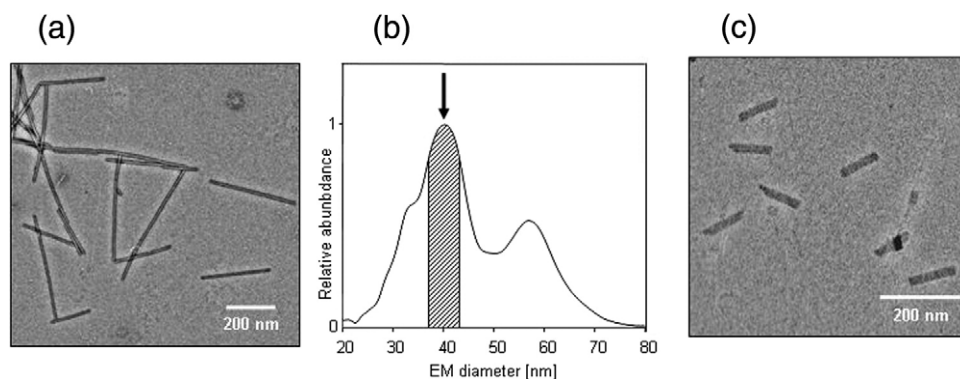 (a)
(b)
(c)
200 nm
Relative abunbdance
1
0
20 30 40 50 60 70 80
EM diameter [nm]
200 nm